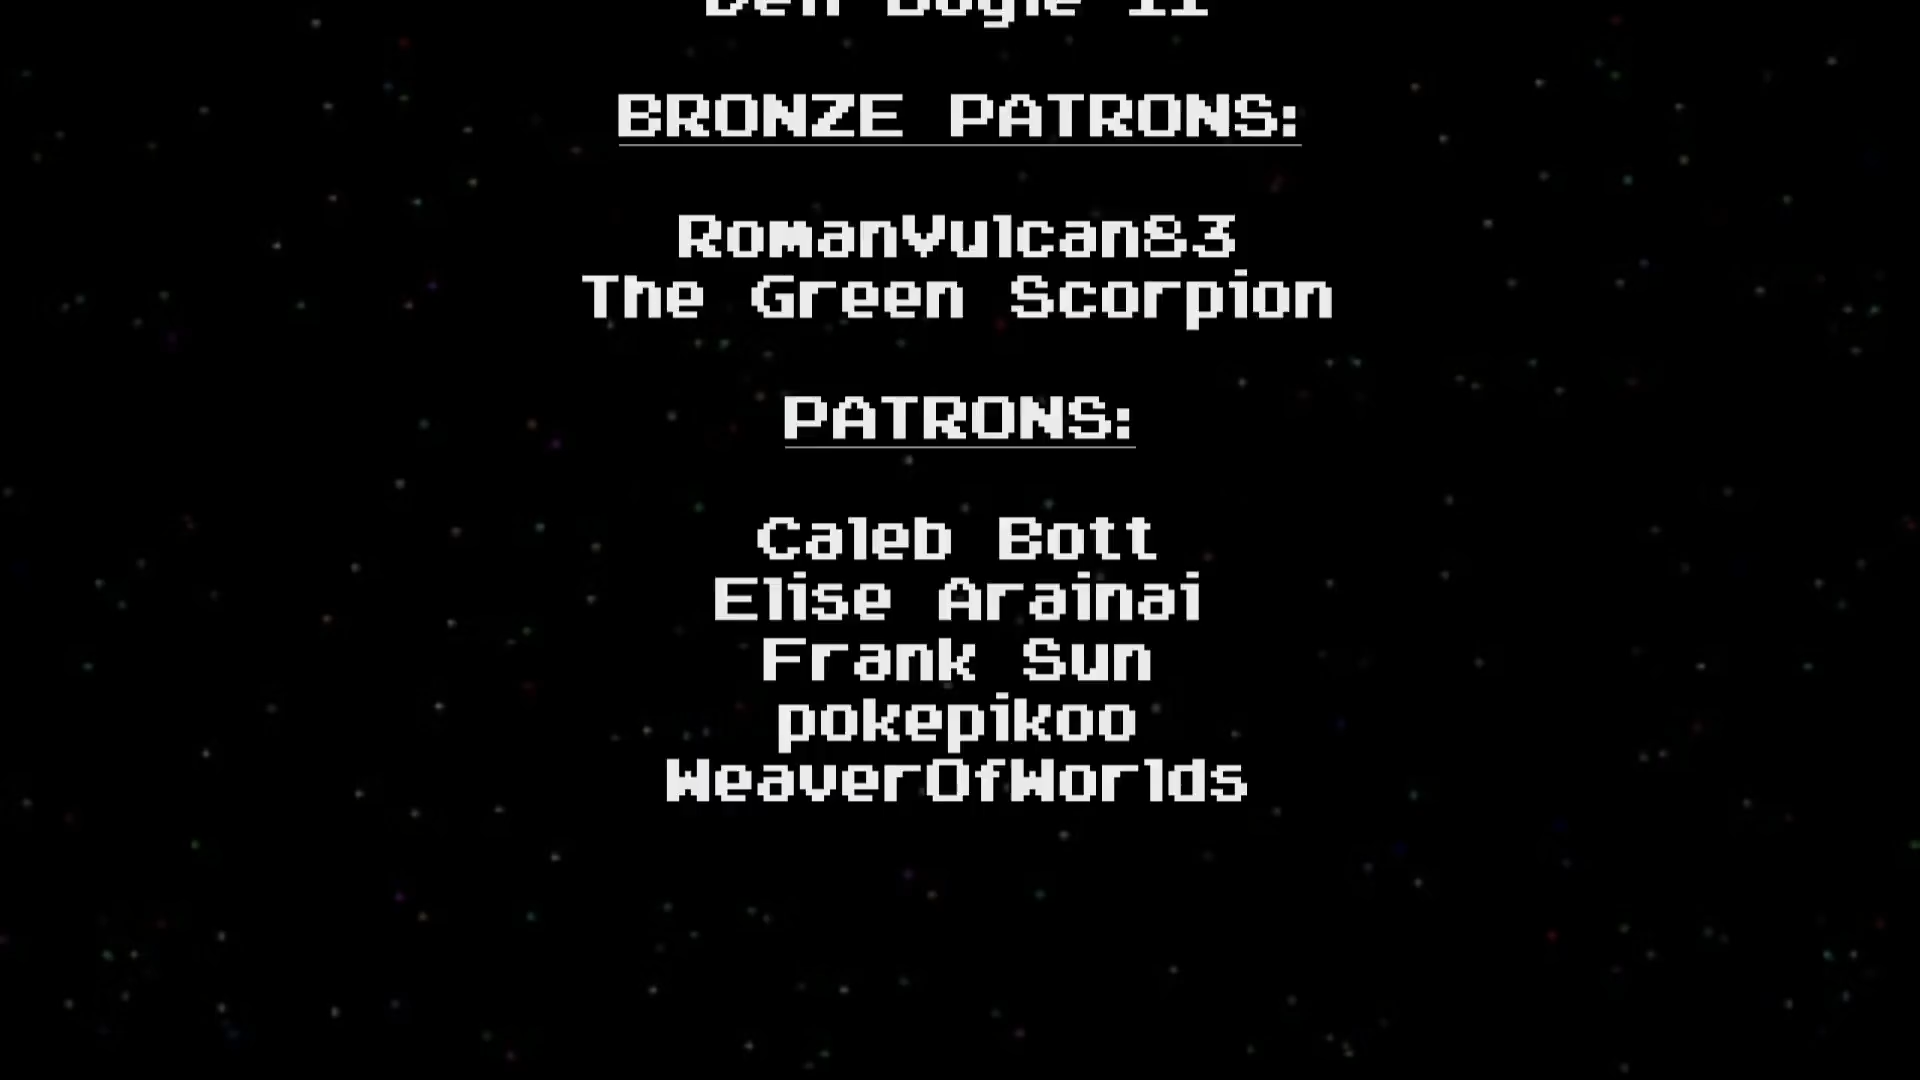 BRONZE PATRONS:
RomanVulcan83
The Green Scorpion
PATRONS:
Caleb Bott
Elise Arainai
Frank Sun
pokepikoo
WeaverOfWorlds